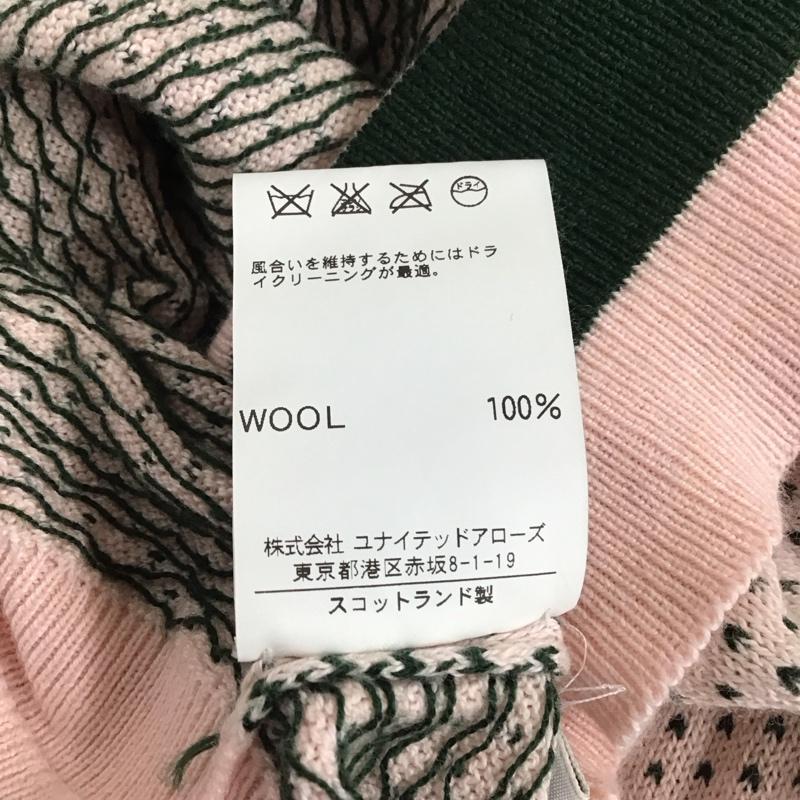 ドライ
風合いを維持するためにはドラ
イクリーニングが最適。
WOOL 100%
株式会社 ユナイテッドアローズ
東京都港区赤坂8-1-19
スコットランド製